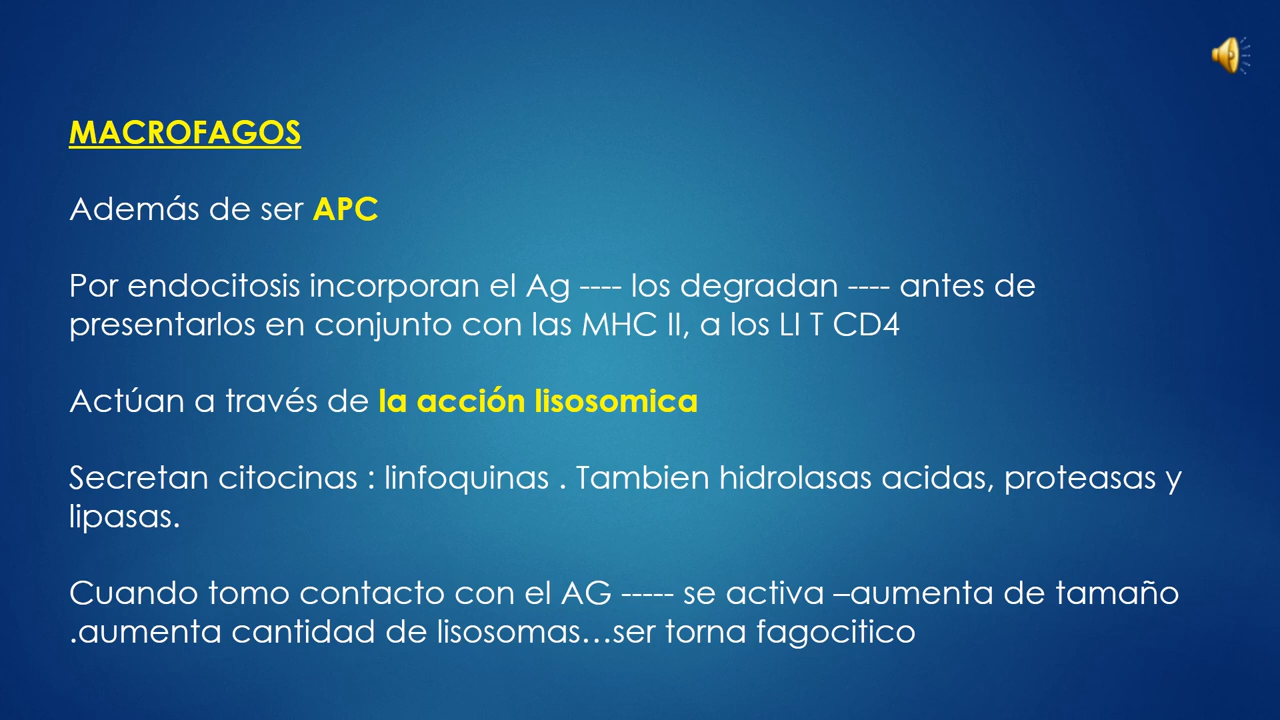 MACROFAGOS
Además de ser APC
Por endocitosis incorporan el Ag ---- los degradan ---- antes de
presentarlos en conjunto con las MHC II, a los LI T CD4
Actúan a través de la acción lisosomica
Secretan citocinas : linfoquinas . Tambien hidrolasas acidas, proteasas y
lipasas.
Cuando tomo contacto con el AG ----- se activa –aumenta de tamaño
.aumenta cantidad de lisosomas…ser torna fagocitico